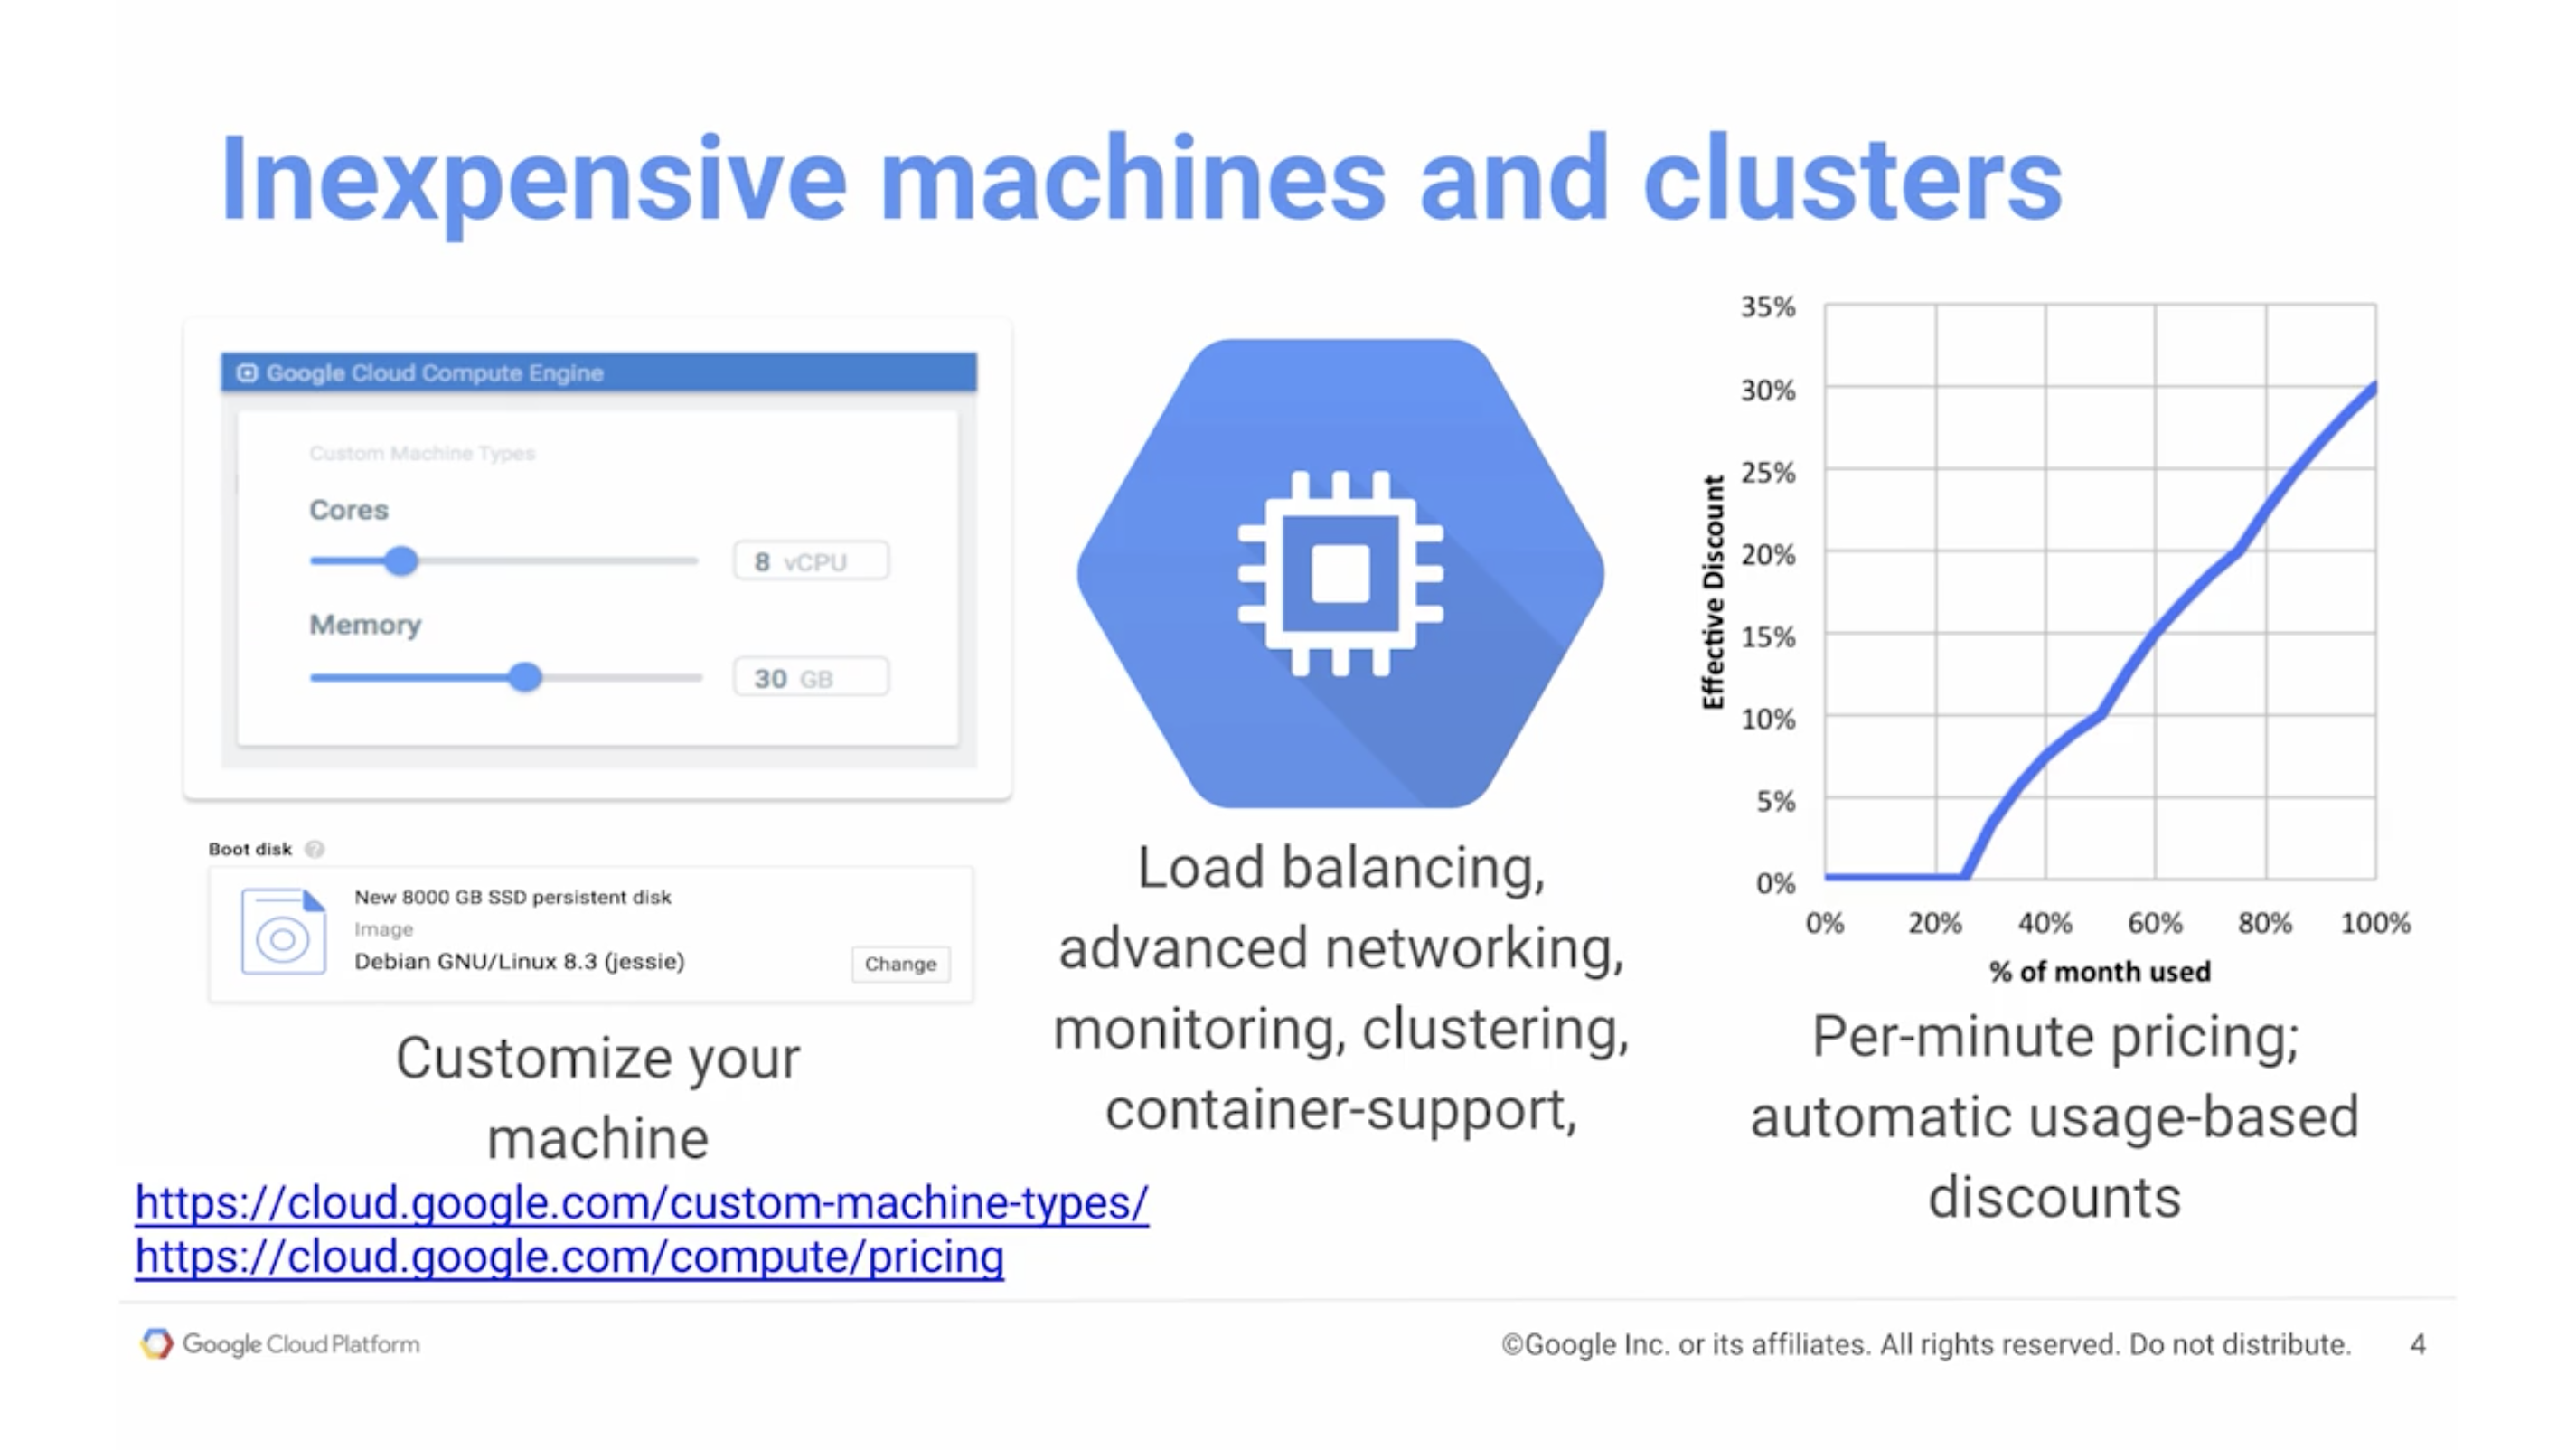 Inexpensive machines and clusters
Google Cloud Compute Engine
Custom Machine Types
Cores
8 vCPU
Memory
30 GB
Boot disk ?
New 8000 GB SSD persistent disk
Image
Debian GNU/Linux 8.3 (jessie)
Change
Customize your
machine
https://cloud.google.com/custom-machine-types/
https://cloud.google.com/compute/pricing
Load balancing,
advanced networking,
monitoring, clustering,
container-support,
Effective Discount
35%
30%
25%
20%
15%
10%
5%
0%
0% 20% 40% 60% 80% 100%
% of month used
Per-minute pricing;
automatic usage-based
discounts
Google Cloud Platform
©Google Inc. or its affiliates. All rights reserved. Do not distribute. 4